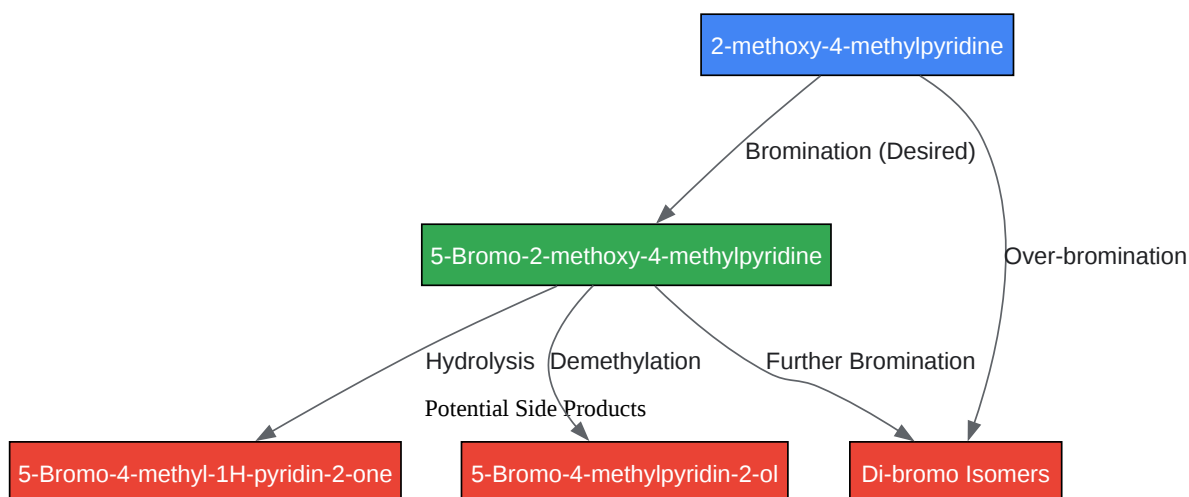 2-methoxy-4-methylpyridine
Bromination (Desired)
5-Bromo-2-methoxy-4-methylpyridine
Over-bromination
Hydrolysis
Demethylation
Further Bromination
Potential Side Products
5-Bromo-4-methyl-1H-pyridin-2-one
5-Bromo-4-methylpyridin-2-ol
Di-bromo Isomers